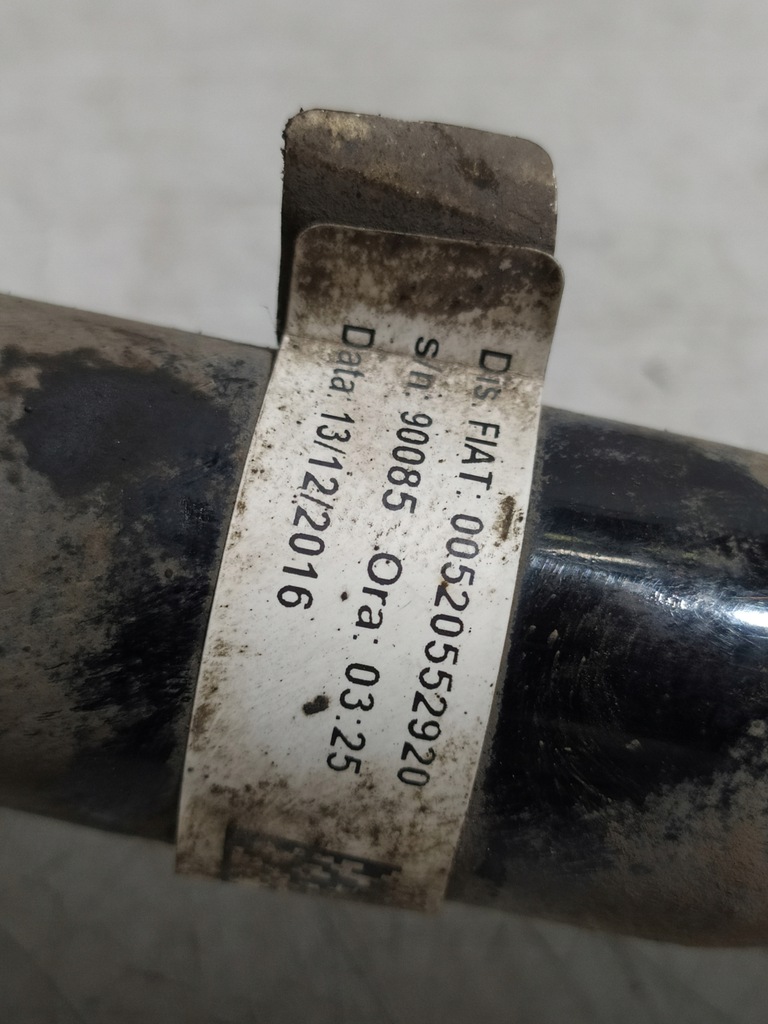 Dis. FIAT: 00520552920
s/n. 90085 Ora: 03:25
Data: 13/12/2016